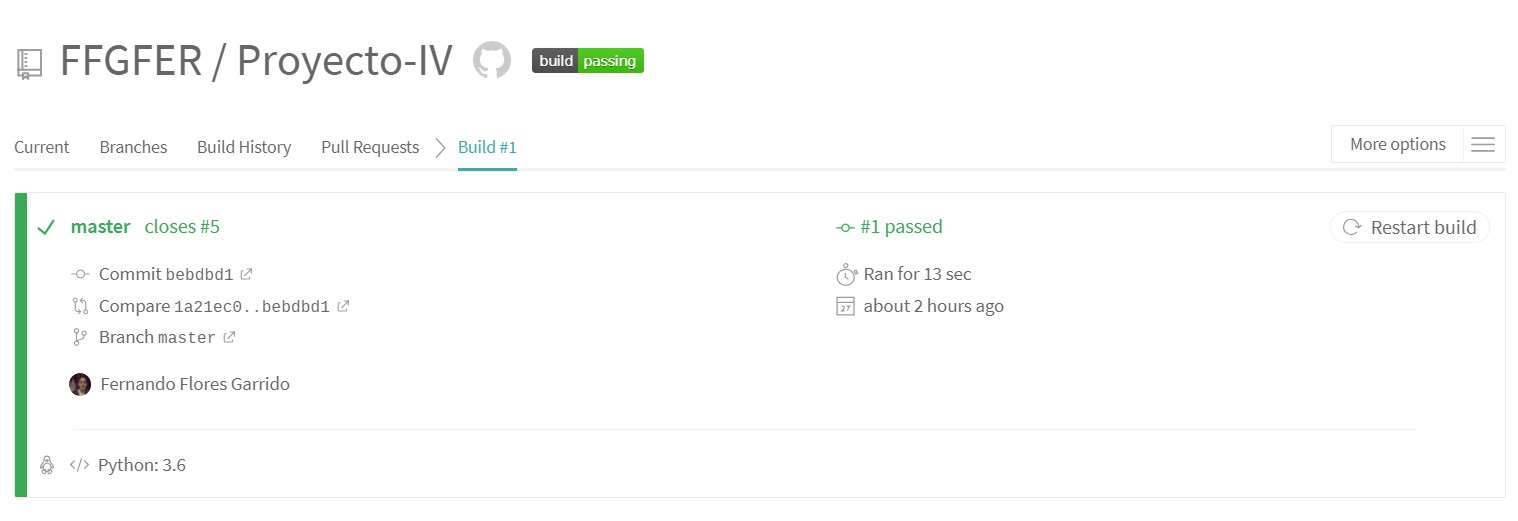 FFGFER / Proyecto-IV build passing
Current Branches Build History Pull Requests Build #1 More options
master closes #5 #1 passed Restart build
Commit bebdbd1 Ran for 13 sec
Compare 1a21ec0..bebdbd1 27 about 2 hours ago
Branch master
Fernando Flores Garrido
</> Python: 3.6